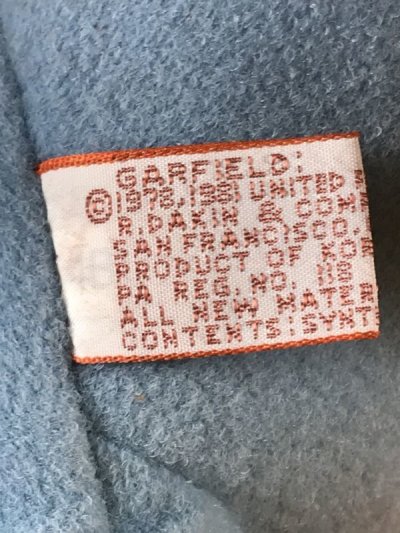 GARFIELD:
© 1978, 1981 UNITED
R. DAKIN & COM
SAN FRANCISCO,
PRODUCT OF KOR
PA REG. NO. 118
ALL NEW MATER
CONTENTS: SYNT